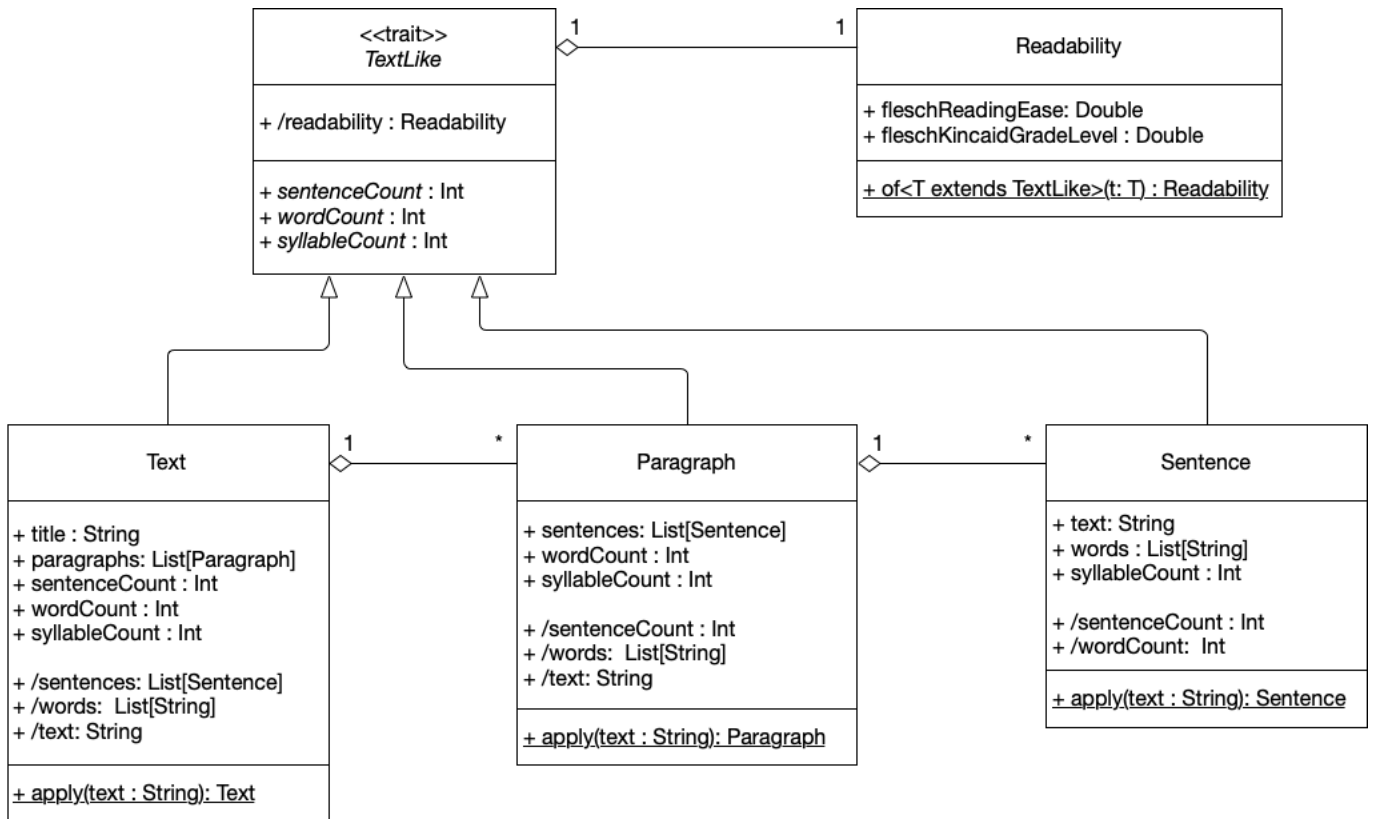 <<trait>>
TextLike
+ /readability : Readability
+ sentenceCount : Int
+ wordCount : Int
+ syllableCount : Int
1
1
Readability
+ fleschReadingEase: Double
+ fleschKincaidGradeLevel : Double
+ of<T extends TextLike>(t: T) : Readability
Text
+ title : String
+ paragraphs: List[Paragraph]
+ sentenceCount : Int
+ wordCount : Int
+ syllableCount : Int
+ /sentences: List[Sentence]
+ /words: List[String]
+ /text: String
+ apply(text : String): Text
1
*
Paragraph
+ sentences: List[Sentence]
+ wordCount : Int
+ syllableCount : Int
+ /sentenceCount : Int
+ /words: List[String]
+ /text: String
+ apply(text : String): Paragraph
1
*
Sentence
+ text: String
+ words : List[String]
+ syllableCount : Int
+ /sentenceCount : Int
+ /wordCount: Int
+ apply(text : String): Sentence